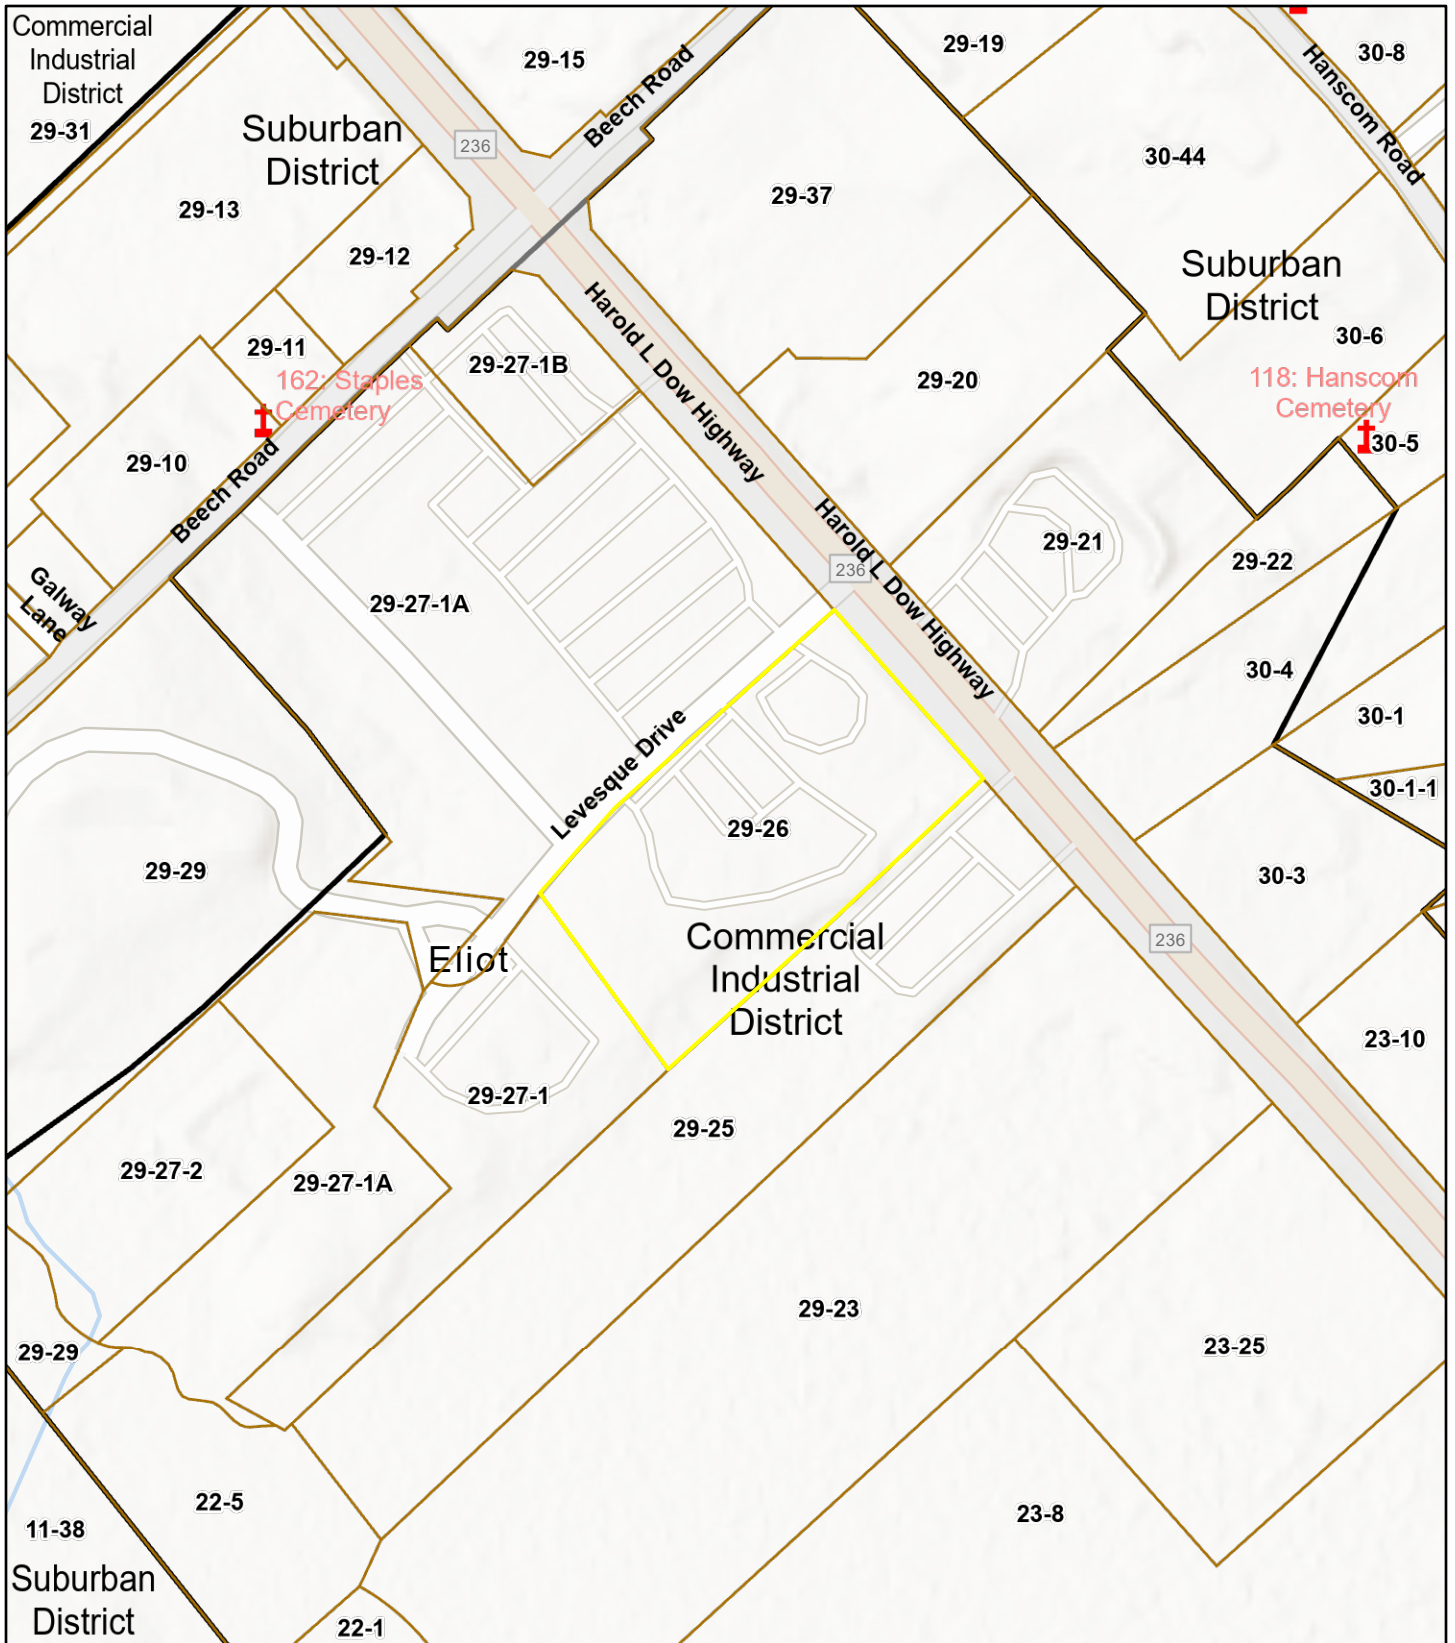 Commercial
Industrial
District
29-31
29-15
Beech Road
29-19
Hanscom Road
30-8
Suburban
District
236
29-13
29-12
29-37
30-44
Suburban
District
30-6
29-11
162: Staples
Cemetery
29-27-1B
Harold L Dow Highway
29-20
118: Hanscom
Cemetery
30-5
29-10
Beech Road
Galway
Lane
29-27-1A
236
Harold L Dow Highway
29-21
29-22
30-4
30-1
30-1-1
Levesque Drive
29-26
29-29
30-3
Eliot
Commercial
Industrial
District
236
23-10
29-27-1
29-25
29-27-2
29-27-1A
29-23
23-25
29-29
22-5
23-8
11-38
Suburban
District
22-1